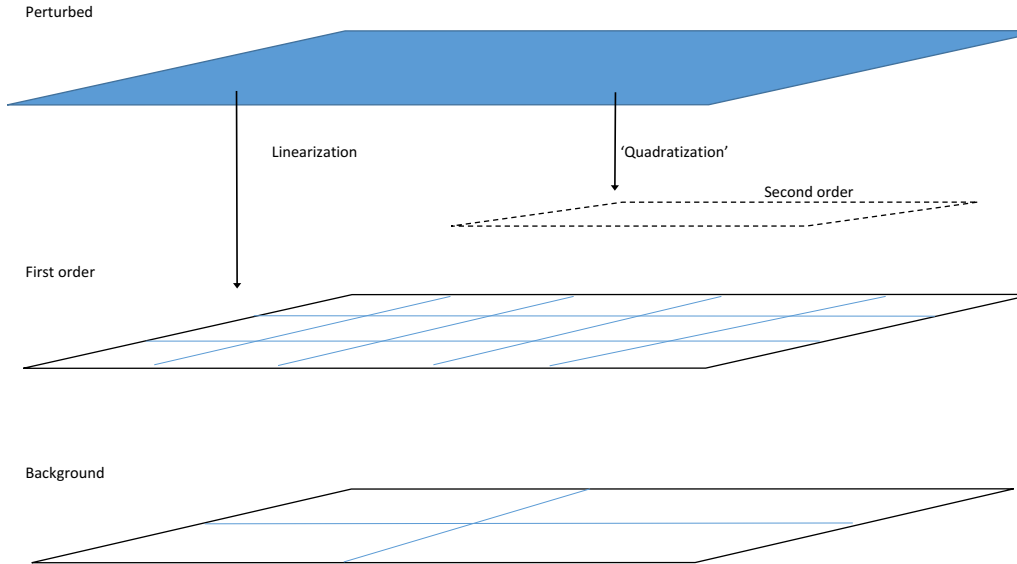 Perturbed
Linearization
‘Quadratization’
Second order
First order
Background